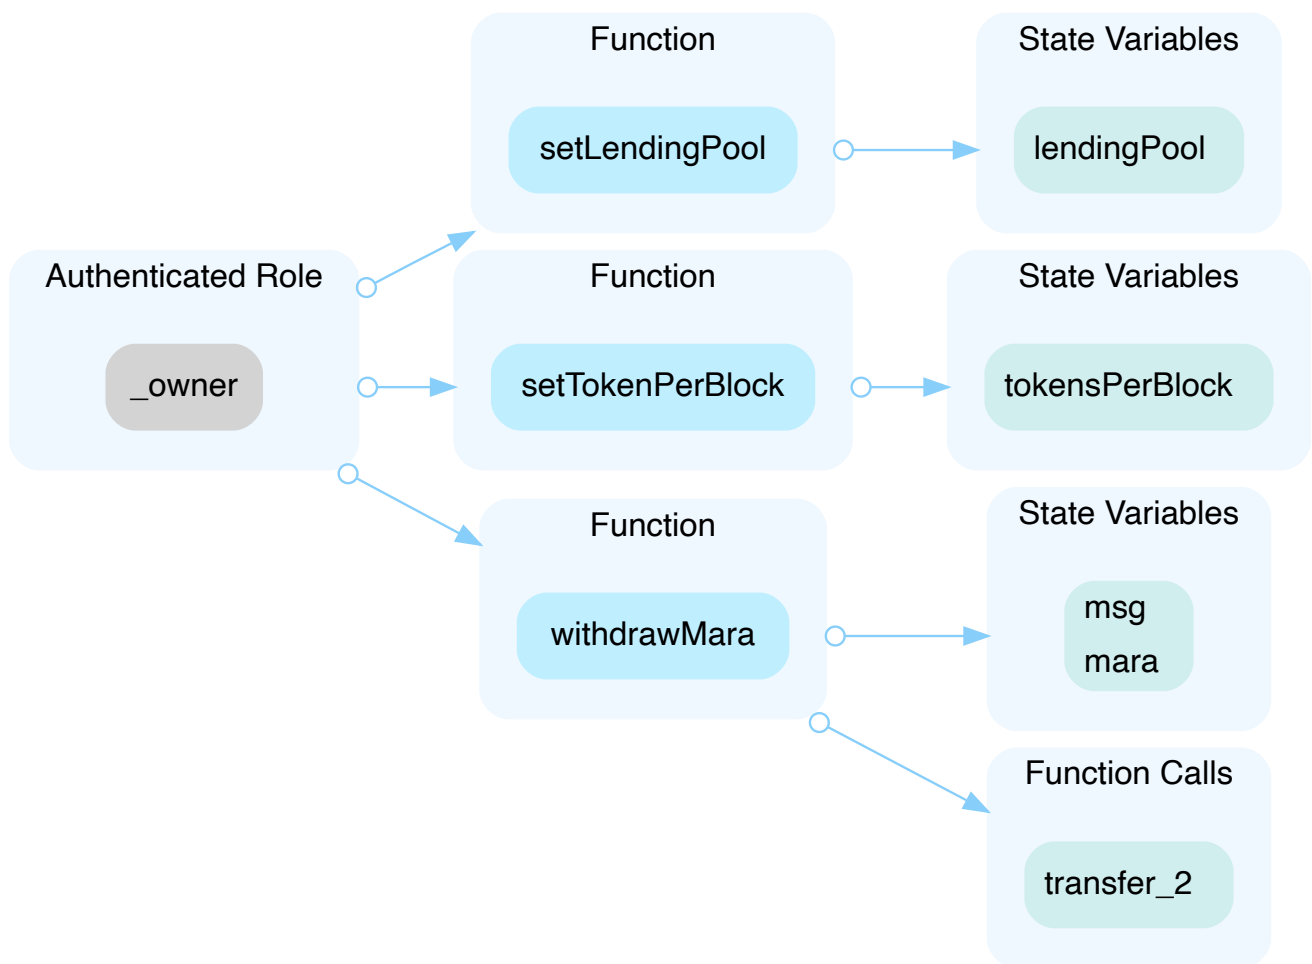 Function
setLendingPool
State Variables
lendingPool
Authenticated Role
_owner
Function
setTokenPerBlock
State Variables
tokensPerBlock
Function
withdrawMara
State Variables
msg
mara
Function Calls
transfer_2